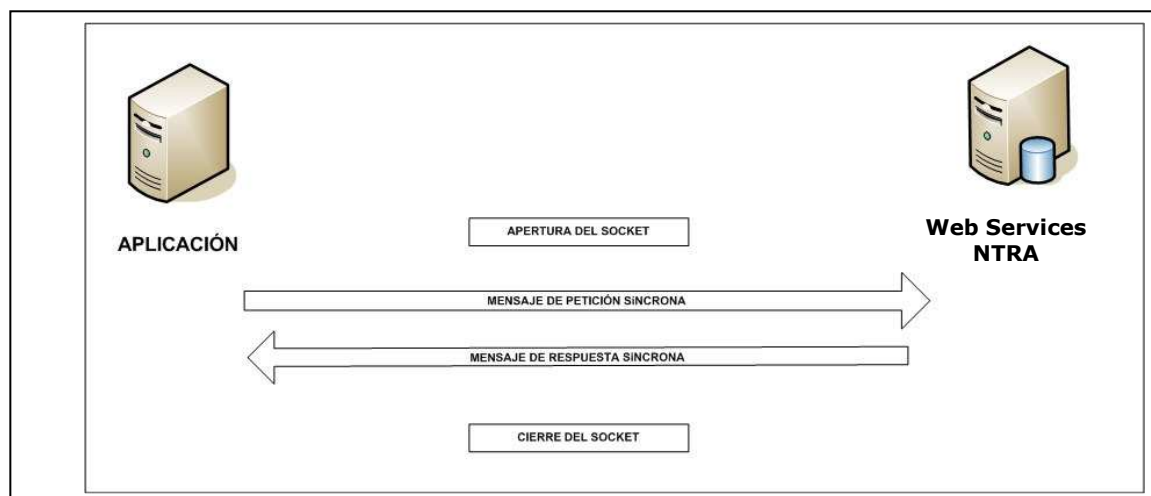 APLICACIÓN
Web Services
NTRA
APERTURA DEL SOCKET
MENSAJE DE PETICIÓN SíNCRONA
MENSAJE DE RESPUESTA SíNCRONA
CIERRE DEL SOCKET